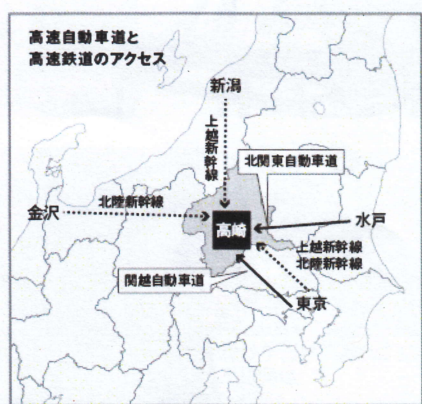 高速自動車道と
高速鉄道のアクセス
新潟
上越新幹線
北関東自動車道
北陸新幹線
金沢
高崎
水戸
上越新幹線
北陸新幹線
関越自動車道
東京